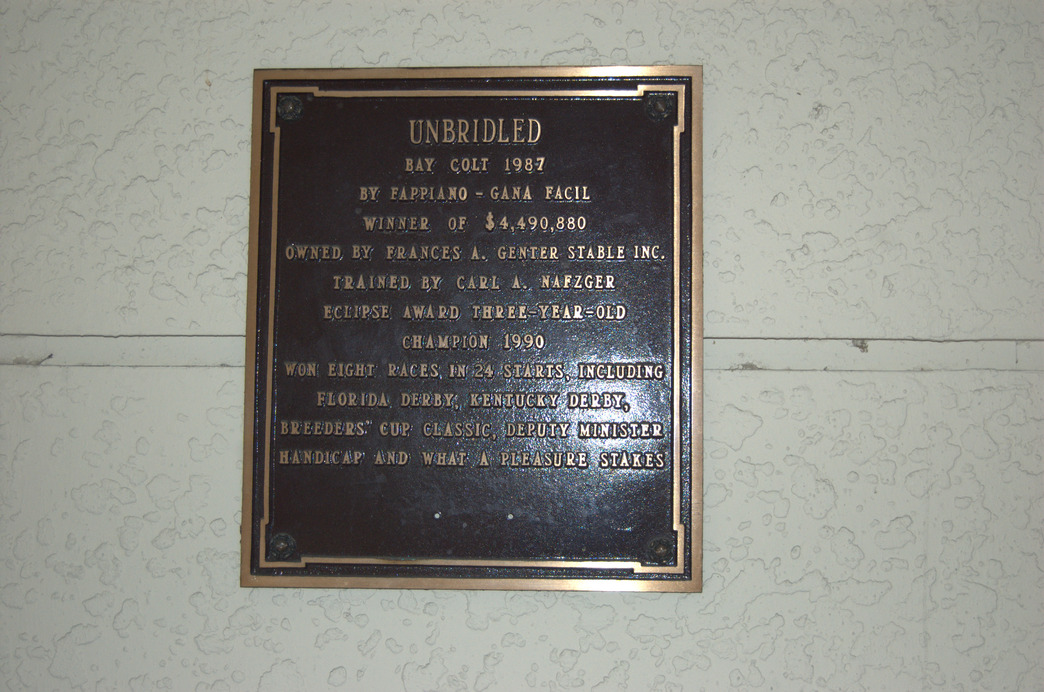 UNBRIDLED
BAY COLT 1987
BY FAPPIANO - GANA FACIL
WINNER OF $4,490,880
OWNED BY FRANCES A. GENTER STABLE INC.
TRAINED BY CARL A. NAFZGER
ECLIPSE AWARD THREE-YEAR-OLD
CHAMPION 1990
WON EIGHT RACES IN 24 STARTS, INCLUDING
FLORIDA DERBY, KENTUCKY DERBY,
BREEDERS' CUP CLASSIC, DEPUTY MINISTER
HANDICAP AND WHAT A PLEASURE STAKES